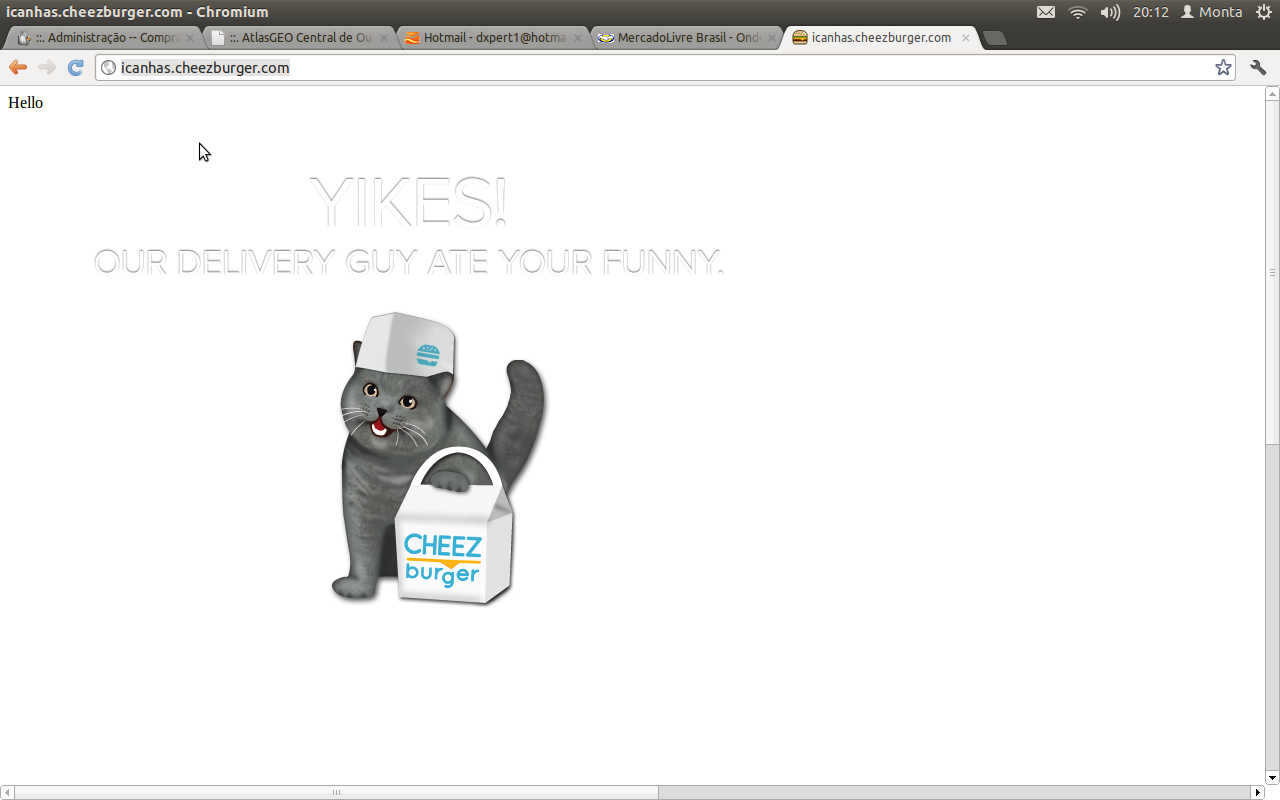 icanhas.cheezburger.com - Chromium
20:12 Monta
::. Administração -- Compra
::. AtlasGEO Central de Ou
Hotmail - dxpert1@hotma
MercadoLivre Brasil - Ond
icanhas.cheezburger.com
icanhas.cheezburger.com
Hello
YIKES!
OUR DELIVERY GUY ATE YOUR FUNNY.
CHEEZ
burger